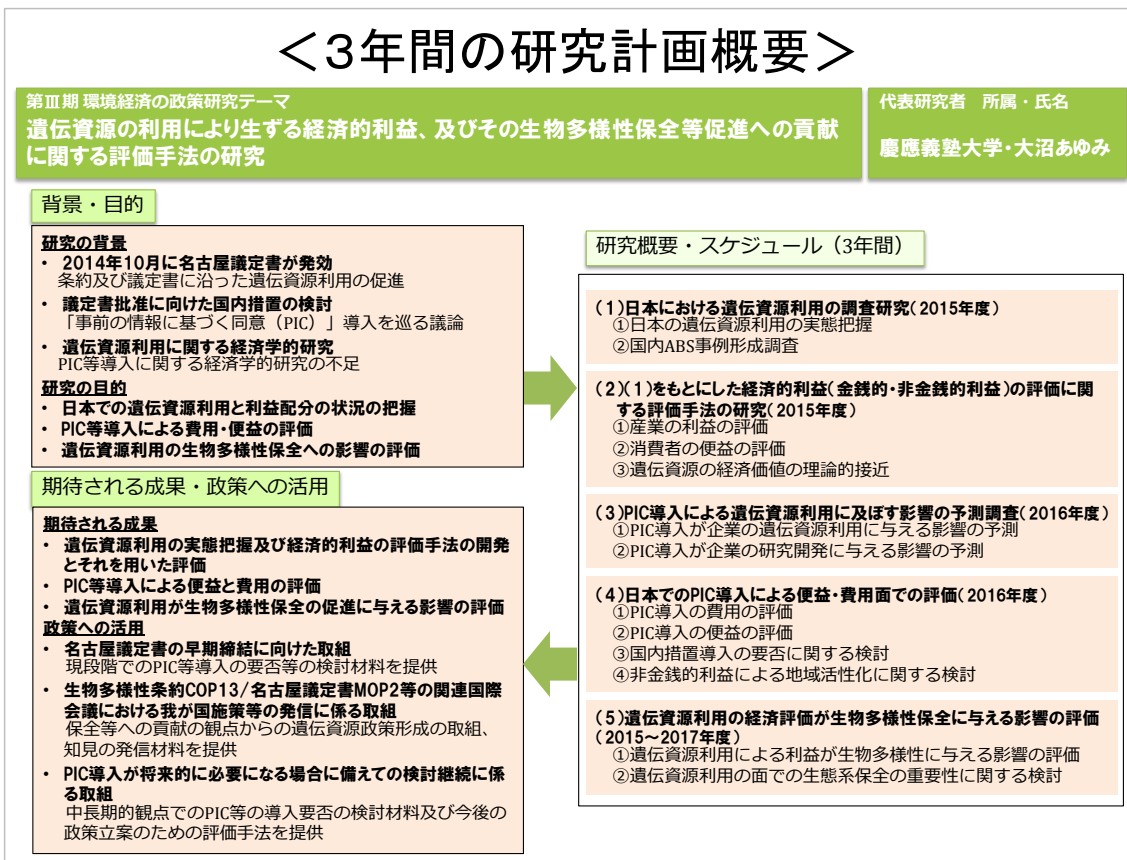 ＜３年間の研究計画概要＞
第Ⅲ期 環境経済の政策研究テーマ
遺伝資源の利用により生ずる経済的利益、及びその生物多様性保全等促進への貢献
に関する評価手法の研究
代表研究者　所属・氏名
慶應義塾大学・大沼あゆみ
背景・目的
研究の背景
・ 2014年10月に名古屋議定書が発効
条約及び議定書に沿った遺伝資源利用の促進
・ 議定書批准に向けた国内措置の検討
「事前の情報に基づく同意（PIC）」導入を巡る議論
・ 遺伝資源利用に関する経済学的研究
PIC等導入に関する経済学的研究の不足
研究の目的
・ 日本での遺伝資源利用と利益配分の状況の把握
・ PIC等導入による費用・便益の評価
・ 遺伝資源利用の生物多様性保全への影響の評価
期待される成果・政策への活用
期待される成果
・ 遺伝資源利用の実態把握及び経済的利益の評価手法の開発
とそれを用いた評価
・ PIC等導入による便益と費用の評価
・ 遺伝資源利用が生物多様性保全の促進に与える影響の評価
政策への活用
・ 名古屋議定書の早期締結に向けた取組
現段階でのPIC等導入の要否等の検討材料を提供
・ 生物多様性条約COP13/名古屋議定書MOP2等の関連国際
会議における我が国施策等の発信に係る取組
保全等への貢献の観点からの遺伝資源政策形成の取組、
知見の発信材料を提供
・ PIC導入が将来的に必要になる場合に備えての検討継続に係
る取組
中長期的観点でのPIC等の導入要否の検討材料及び今後の
政策立案のための評価手法を提供
研究概要・スケジュール（3年間）
（1）日本における遺伝資源利用の調査研究（2015年度）
①日本の遺伝資源利用の実態把握
②国内ABS事例形成調査
（2）（1）をもとにした経済的利益（金銭的・非金銭的利益）の評価に関
する評価手法の研究（2015年度）
①産業の利益の評価
②消費者の便益の評価
③遺伝資源の経済価値の理論的接近
（3）PIC導入による遺伝資源利用に及ぼす影響の予測調査（2016年度）
①PIC導入が企業の遺伝資源利用に与える影響の予測
②PIC導入が企業の研究開発に与える影響の予測
（4）日本でのPIC導入による便益・費用面での評価（2016年度）
①PIC導入の費用の評価
②PIC導入の便益の評価
③国内措置導入の要否に関する検討
④非金銭的利益による地域活性化に関する検討
（5）遺伝資源利用の経済評価が生物多様性保全に与える影響の評価
（2015～2017年度）
①遺伝資源利用による利益が生物多様性に与える影響の評価
②遺伝資源利用の面での生態系保全の重要性に関する検討